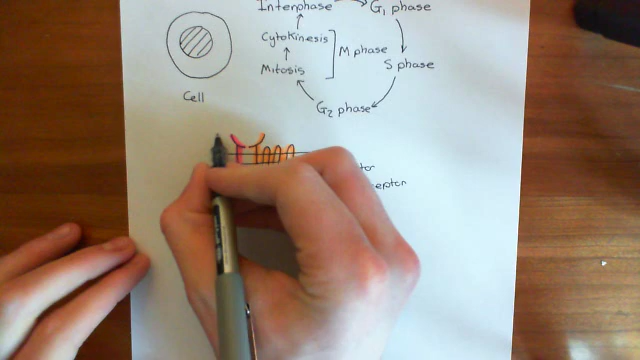 Interphase
G₁ phase
Cytokinesis
M phase
Mitosis
S phase
G₂ phase
Cell